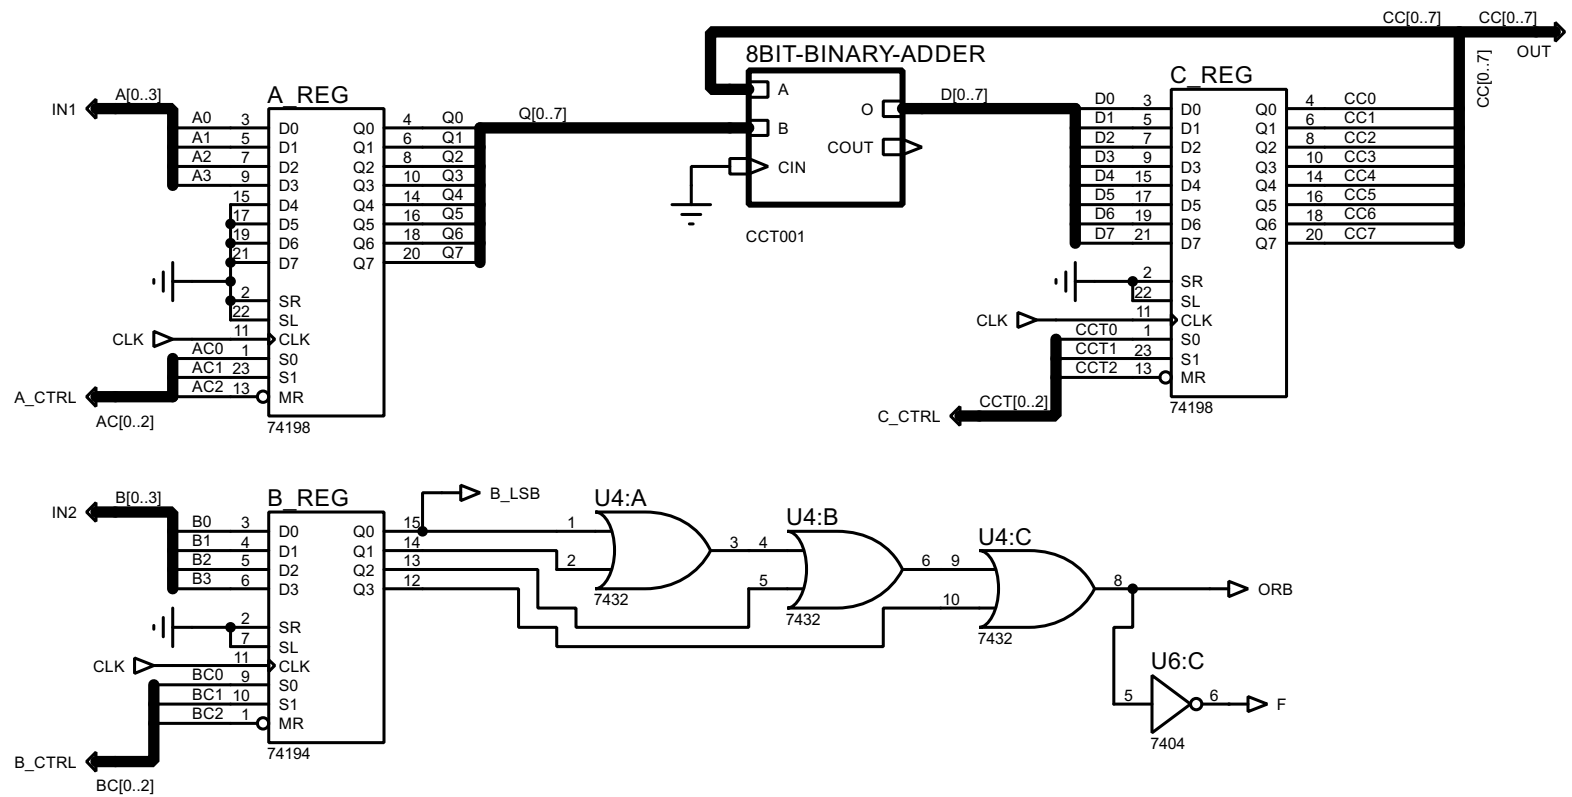 CC[0..7] CC[0..7]
OUT
CC[0..7]
8BIT-BINARY-ADDER
A
B
CIN
O
COUT
CCT001
D[0..7]
IN1
A[0..3]
A_REG
A0 3 D0 Q0 4 Q0
A1 5 D1 Q1 6 Q1
A2 7 D2 Q2 8 Q2
A3 9 D3 Q3 10 Q3
15 D4 Q4 14 Q4
17 D5 Q5 16 Q5
19 D6 Q6 18 Q6
21 D7 Q7 20 Q7
2 SR
22 SL
CLK 11 CLK
AC0 1 S0
AC1 23 S1
AC2 13 MR
A_CTRL
AC[0..2]
74198
Q[0..7]
C_REG
D0 3 D0 Q0 4 CC0
D1 5 D1 Q1 6 CC1
D2 7 D2 Q2 8 CC2
D3 9 D3 Q3 10 CC3
D4 15 D4 Q4 14 CC4
D5 17 D5 Q5 16 CC5
D6 19 D6 Q6 18 CC6
D7 21 D7 Q7 20 CC7
2 SR
22 SL
CLK 11 CLK
CCT0 1 S0
CCT1 23 S1
CCT2 13 MR
C_CTRL
CCT[0..2]
74198
IN2
B[0..3]
B_REG
B0 3 D0 Q0 15
B1 4 D1 Q1 14
B2 5 D2 Q2 13
B3 6 D3 Q3 12
2 SR
7 SL
CLK 11 CLK
BC0 9 S0
BC1 10 S1
BC2 1 MR
B_CTRL
BC[0..2]
74194
B_LSB
U4:A
1
2
3
7432
U4:B
4
5
6
7432
U4:C
9
10
8
7432
ORB
U6:C
5 6
F
7404